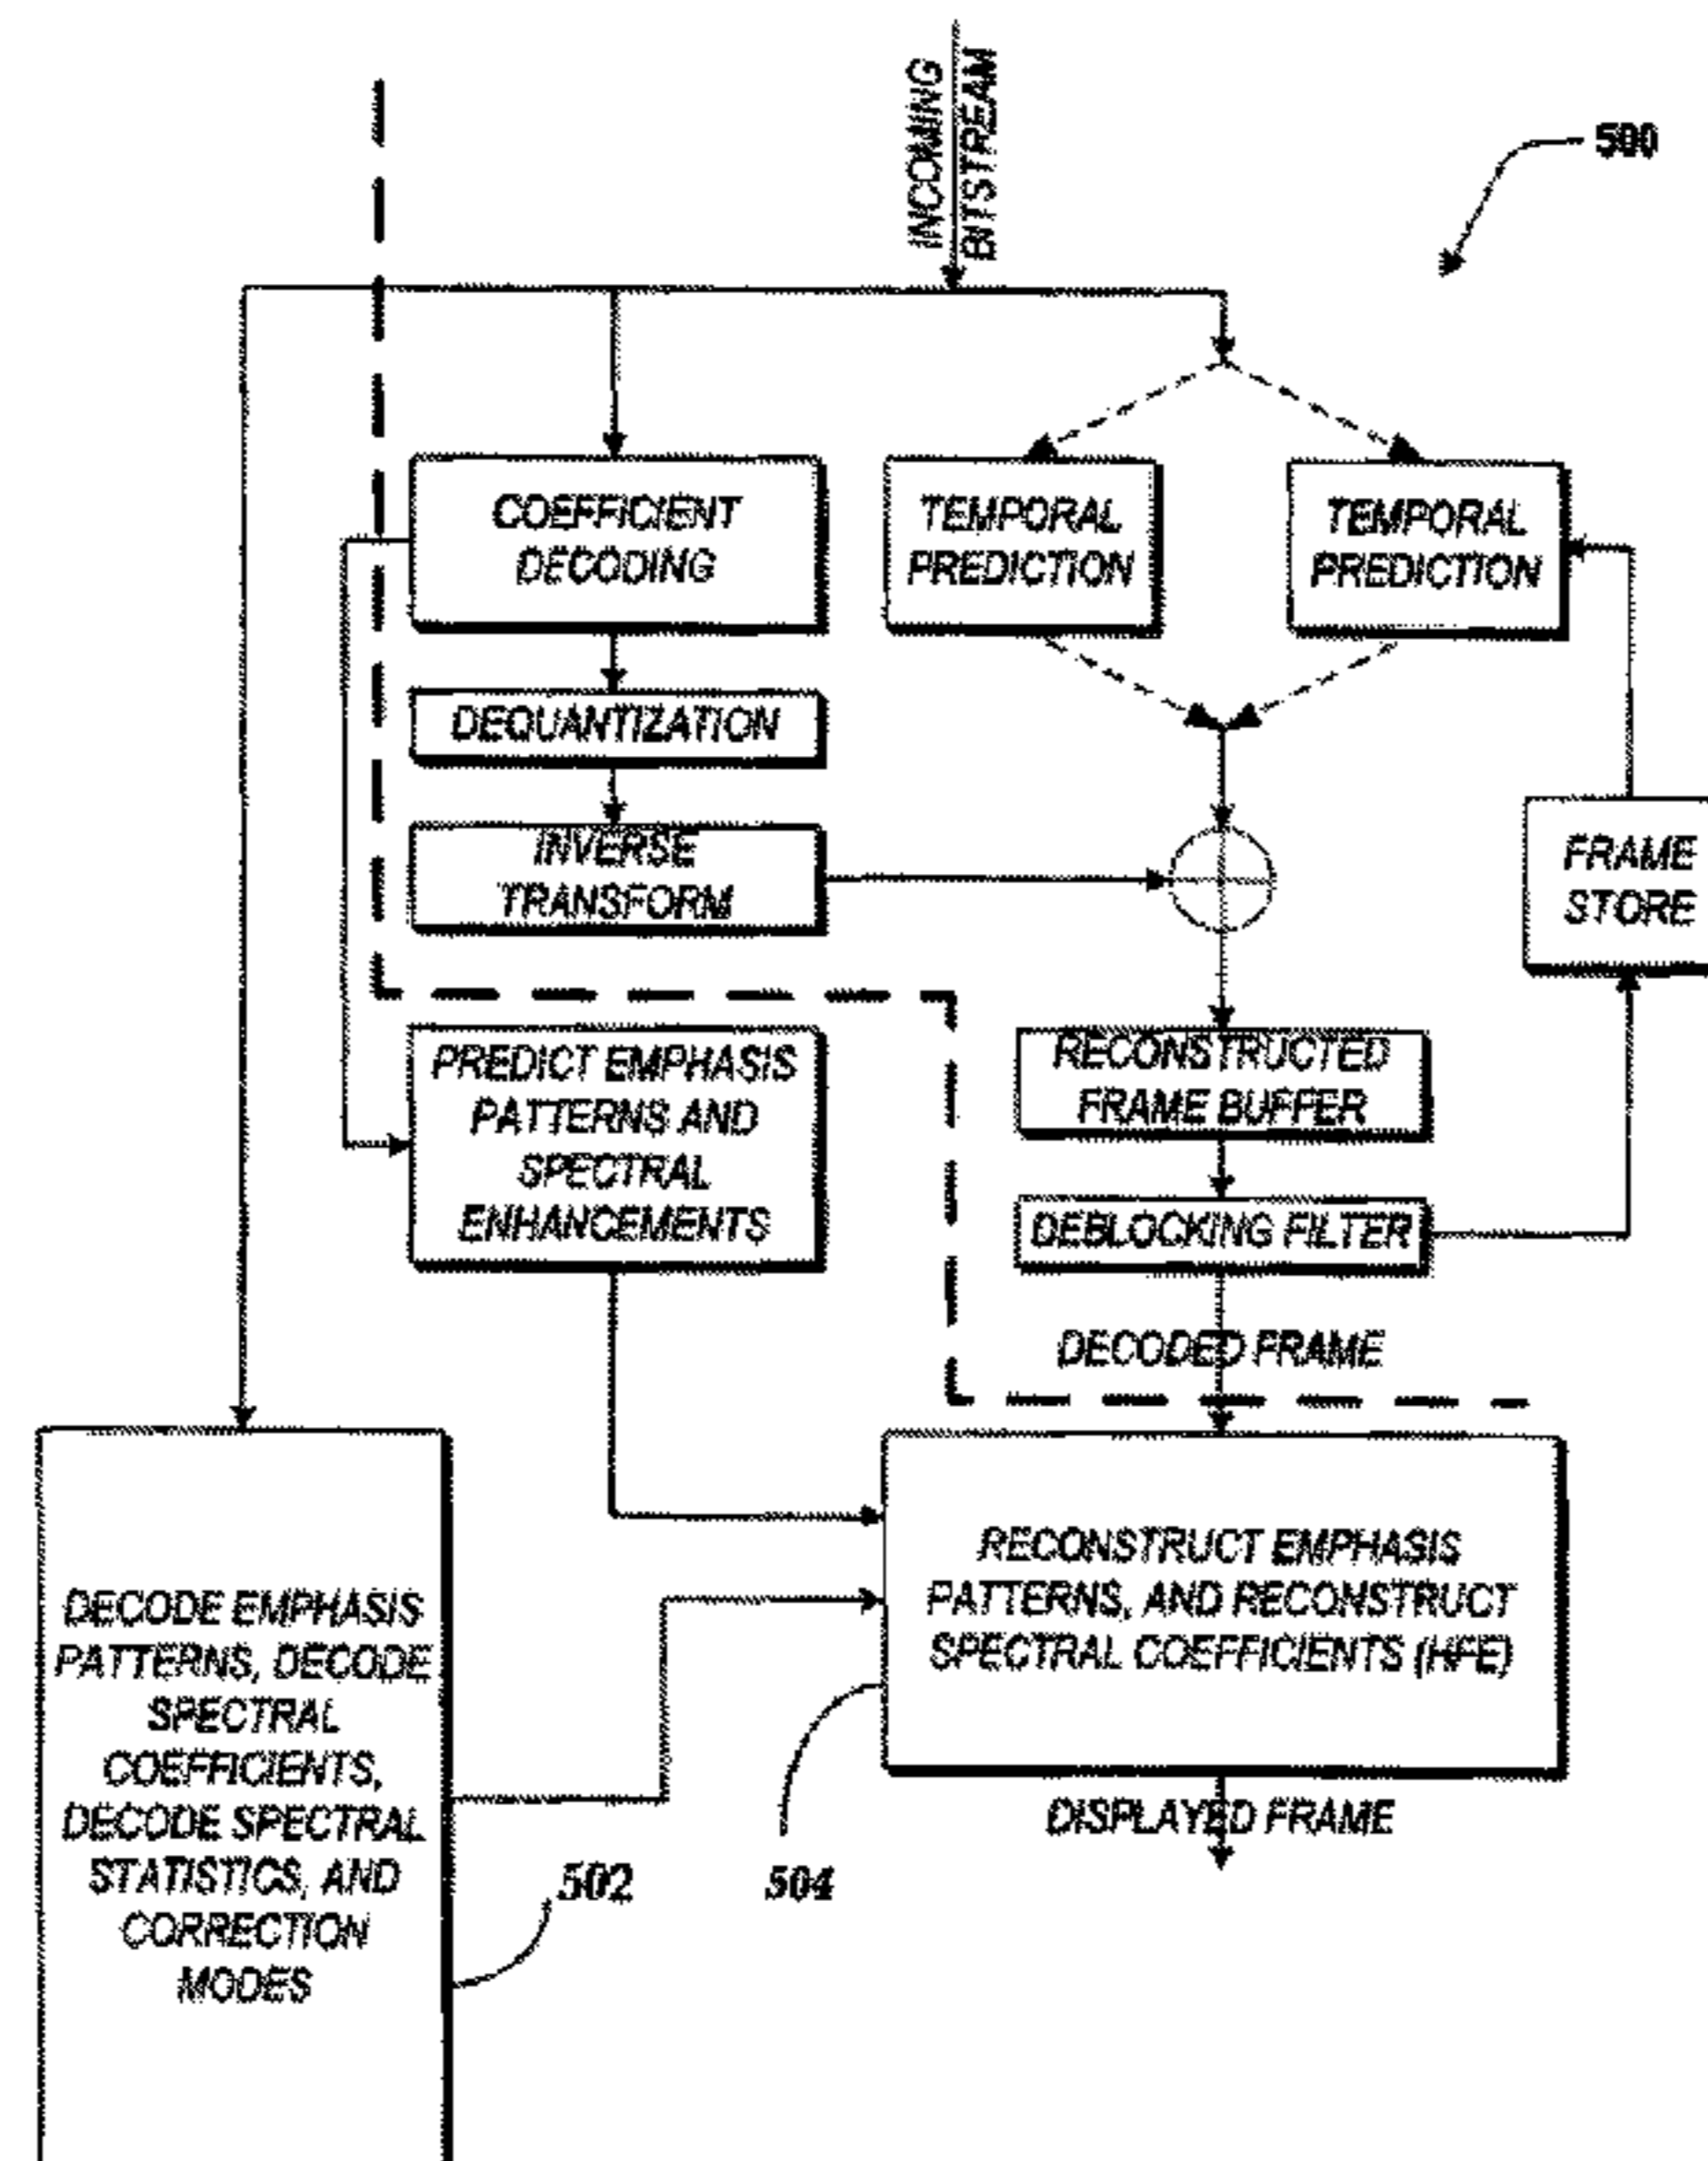 INCOMING
BITSTREAM
500
COEFFICIENT
DECODING
TEMPORAL
PREDICTION
TEMPORAL
PREDICTION
DEQUANTIZATION
INVERSE
TRANSFORM
FRAME
STORE
PREDICT EMPHASIS
PATTERNS AND
SPECTRAL
ENHANCEMENTS
RECONSTRUCTED
FRAME BUFFER
DEBLOCKING FILTER
DECODED FRAME
DECODE EMPHASIS
PATTERNS, DECODE
SPECTRAL
COEFFICIENTS,
DECODE SPECTRAL
STATISTICS, AND
CORRECTION
MODES
RECONSTRUCT EMPHASIS
PATTERNS, AND RECONSTRUCT
SPECTRAL COEFFICIENTS (HFE)
DISPLAYED FRAME
502
504